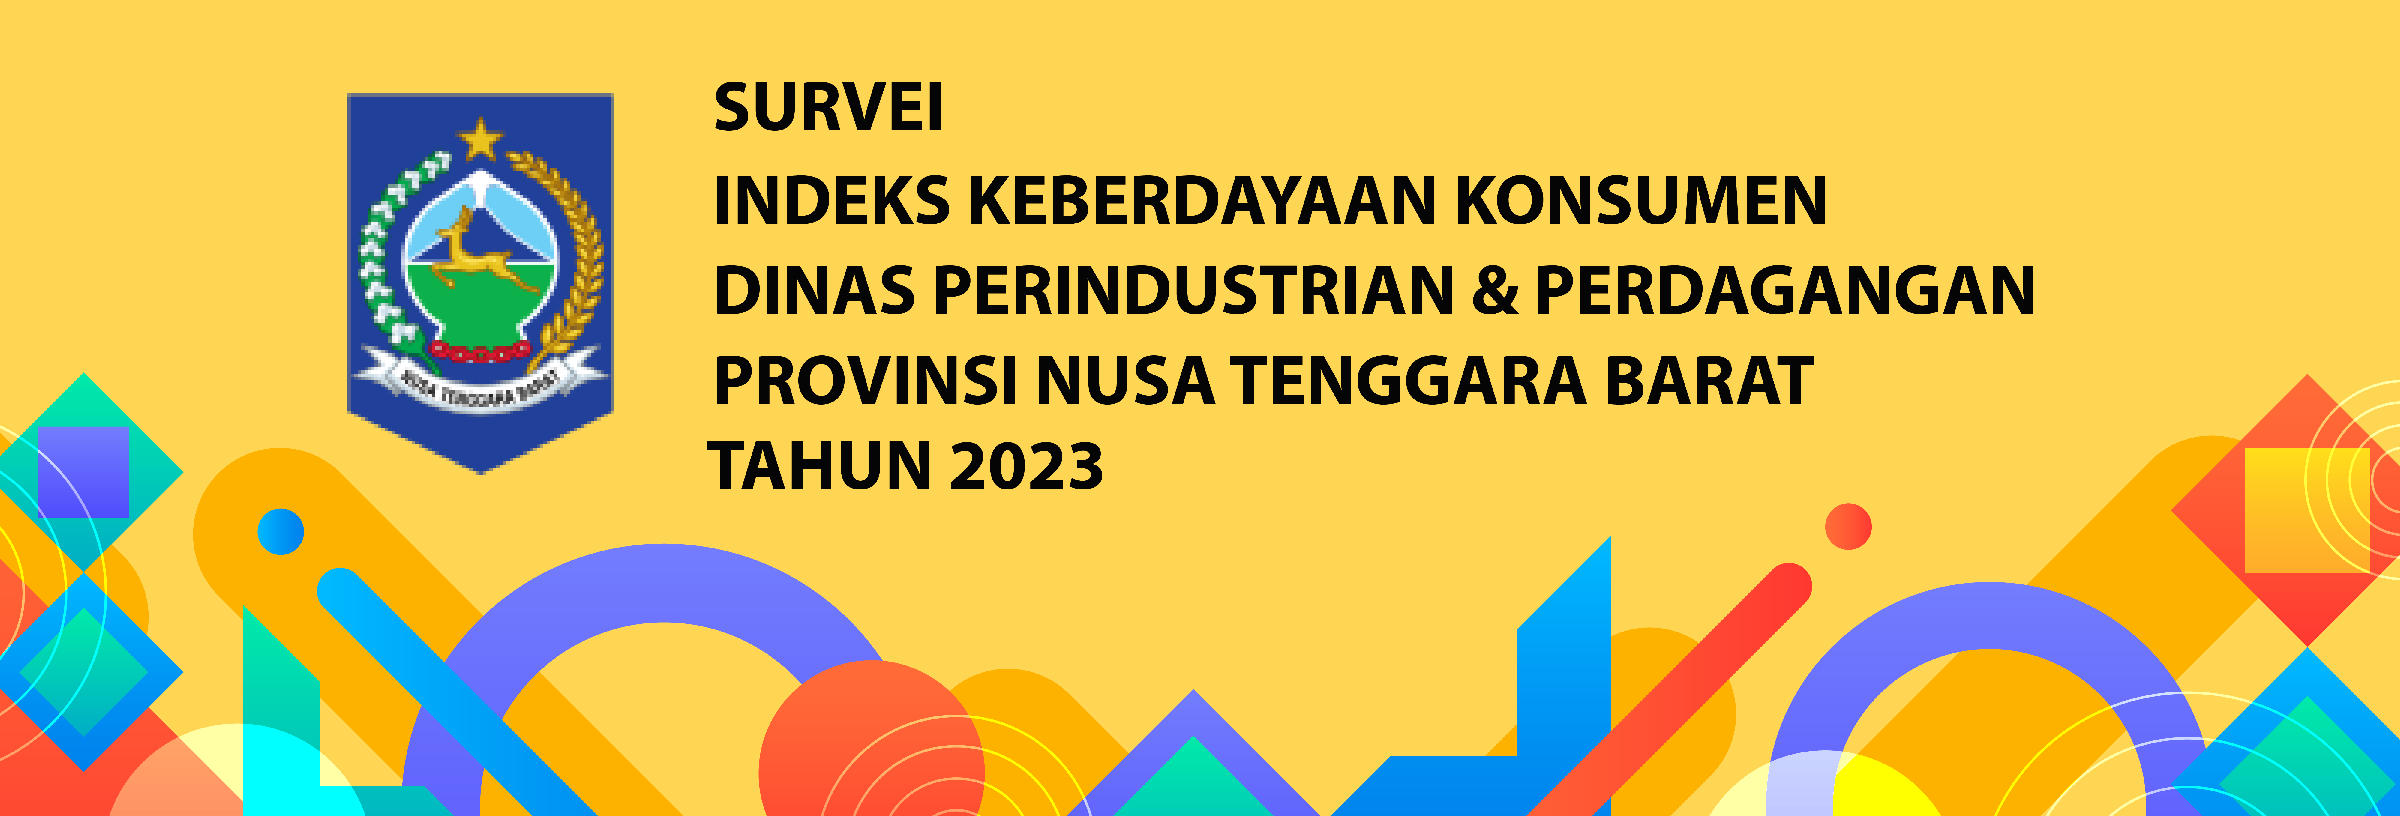 SURVEI
INDEKS KEBERDAYAAN KONSUMEN
DINAS PERINDUSTRIAN & PERDAGANGAN
PROVINSI NUSA TENGGARA BARAT
TAHUN 2023
NUSA TENGGARA BARAT